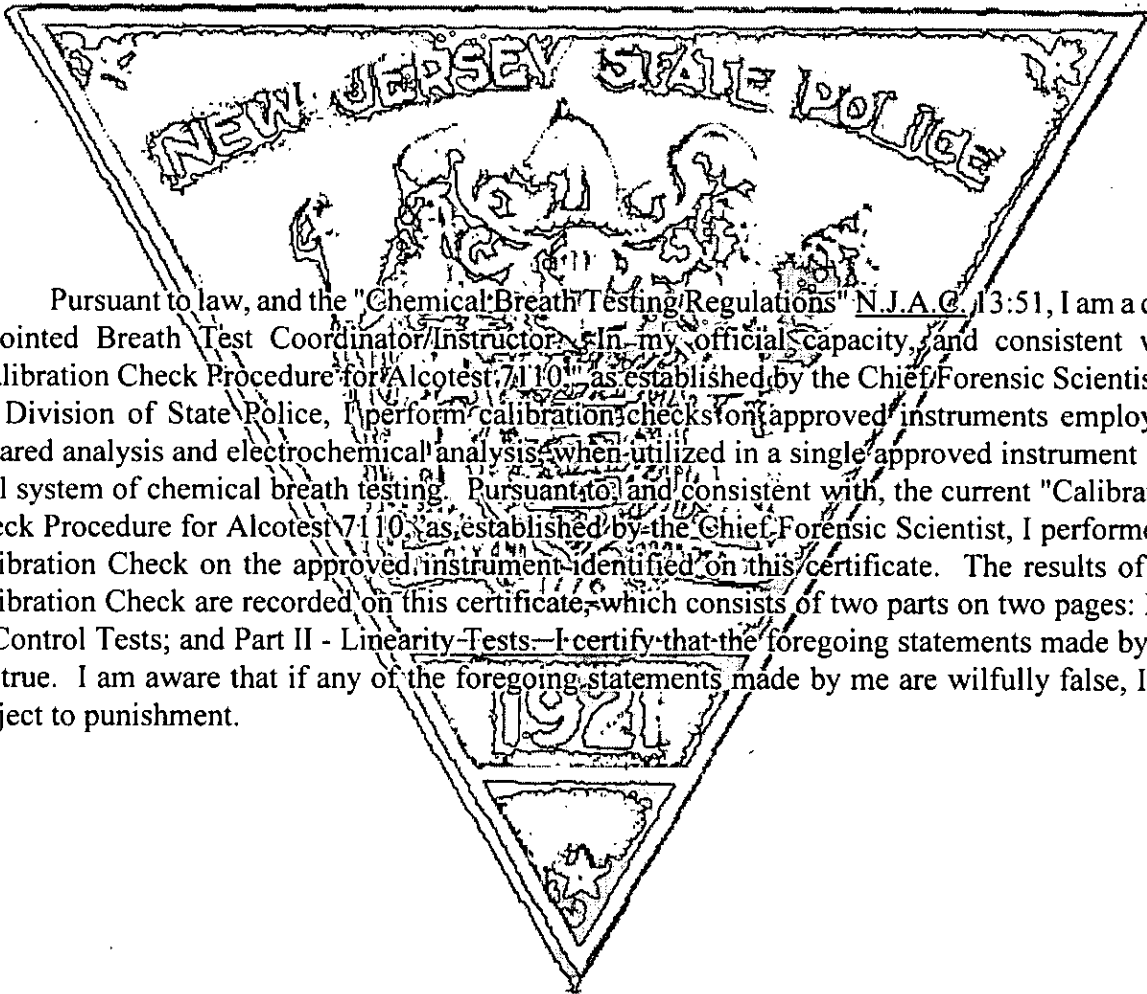 NEW JERSEY STATE POLICE
Pursuant to law, and the "Chemical Breath Testing Regulations" N.J.A.C. 13:51, I am a d
ointed Breath Test Coordinator/Instructor. In my official capacity, and consistent w
libration Check Procedure for Alcotest 7110," as established by the Chief Forensic Scientis
Division of State Police, I perform calibration checks on approved instruments employ
ared analysis and electrochemical analysis, when utilized in a single approved instrument
l system of chemical breath testing. Pursuant to, and consistent with, the current "Calibra
ck Procedure for Alcotest 7110," as established by the Chief Forensic Scientist, I performe
ibration Check on the approved instrument identified on this certificate. The results of
ibration Check are recorded on this certificate, which consists of two parts on two pages:
Control Tests; and Part II - Linearity Tests. I certify that the foregoing statements made by
true. I am aware that if any of the foregoing statements made by me are wilfully false, I
ject to punishment.
1921